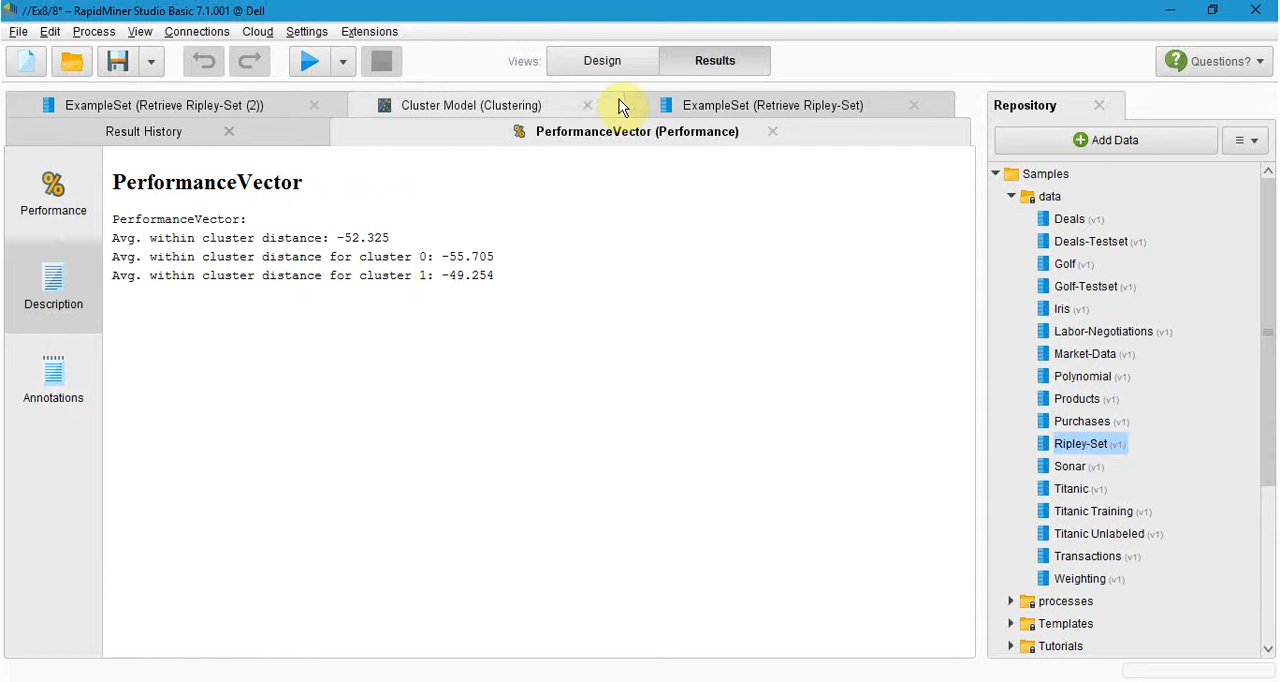 //Ex8/8* – RapidMiner Studio Basic 7.1.001 @ Dell
File Edit Process View Connections Cloud Settings Extensions
Views: Design Results Questions?
ExampleSet (Retrieve Ripley-Set (2)) Cluster Model (Clustering) ExampleSet (Retrieve Ripley-Set)
Result History PerformanceVector (Performance)
Performance
Description
Annotations
PerformanceVector
PerformanceVector:
Avg. within cluster distance: -52.325
Avg. within cluster distance for cluster 0: -55.705
Avg. within cluster distance for cluster 1: -49.254
Repository
Add Data
Samples
data
Deals (v1)
Deals-Testset (v1)
Golf (v1)
Golf-Testset (v1)
Iris (v1)
Labor-Negotiations (v1)
Market-Data (v1)
Polynomial (v1)
Products (v1)
Purchases (v1)
Ripley-Set (v1)
Sonar (v1)
Titanic (v1)
Titanic Training (v1)
Titanic Unlabeled (v1)
Transactions (v1)
Weighting (v1)
processes
Templates
Tutorials